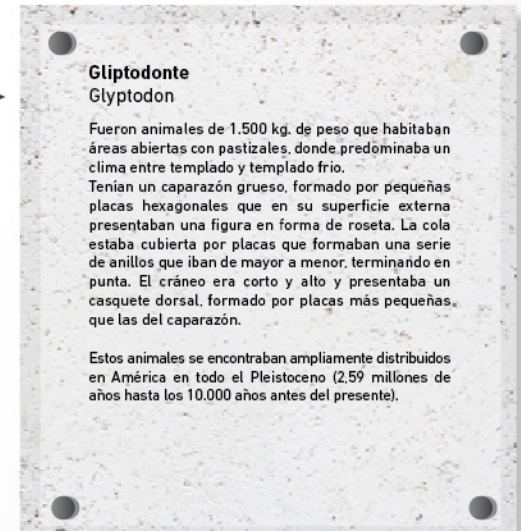 Gliptodonte
Glyptodon
Fueron animales de 1.500 kg. de peso que habitaban
áreas abiertas con pastizales, donde predominaba un
clima entre templado y templado frio.
Tenían un caparazón grueso, formado por pequeñas
placas hexagonales que en su superficie externa
presentaban una figura en forma de roseta. La cola
estaba cubierta por placas que formaban una serie
de anillos que iban de mayor a menor, terminando en
punta. El cráneo era corto y alto y presentaba un
casquete dorsal, formado por placas más pequeñas
que las del caparazón.
Estos animales se encontraban ampliamente distribuidos
en América en todo el Pleistoceno (2,59 millones de
años hasta los 10.000 años antes del presente).